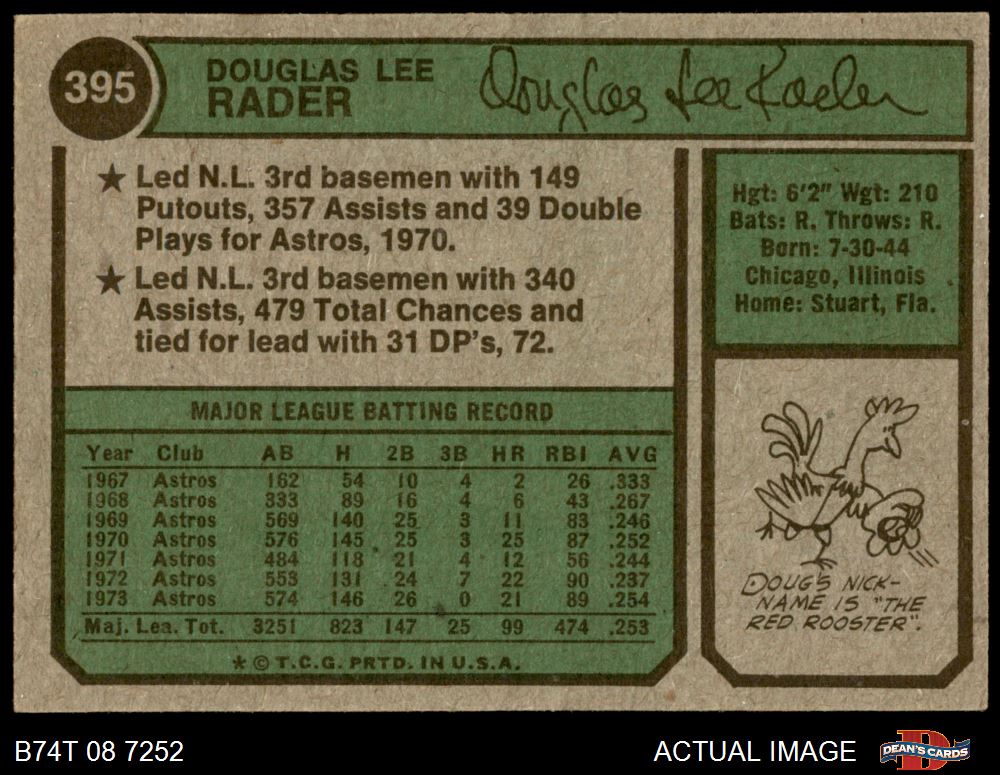 395
DOUGLAS LEE
RADER
Douglas Lee Rader
★ Led N.L. 3rd basemen with 149
Putouts, 357 Assists and 39 Double
Plays for Astros, 1970.
★ Led N.L. 3rd basemen with 340
Assists, 479 Total Chances and
tied for lead with 31 DP's, 72.
Hgt: 6'2" Wgt: 210
Bats: R. Throws: R.
Born: 7-30-44
Chicago, Illinois
Home: Stuart, Fla.
MAJOR LEAGUE BATTING RECORD
Year Club AB H 2B 3B HR RBI AVG
1967 Astros 162 54 10 4 2 26 .333
1968 Astros 333 89 16 4 6 43 .267
1969 Astros 569 140 25 3 11 83 .246
1970 Astros 576 145 25 3 25 87 .252
1971 Astros 484 118 21 4 12 56 .244
1972 Astros 553 131 24 7 22 90 .237
1973 Astros 574 146 26 0 21 89 .254
Maj. Lea. Tot. 3251 823 147 25 99 474 .253
* © T.C.G. PRTD. IN U.S.A.
DOUG'S NICK-
NAME IS "THE
RED ROOSTER".
B74T 08 7252
ACTUAL IMAGE
DEAN'S CARDS